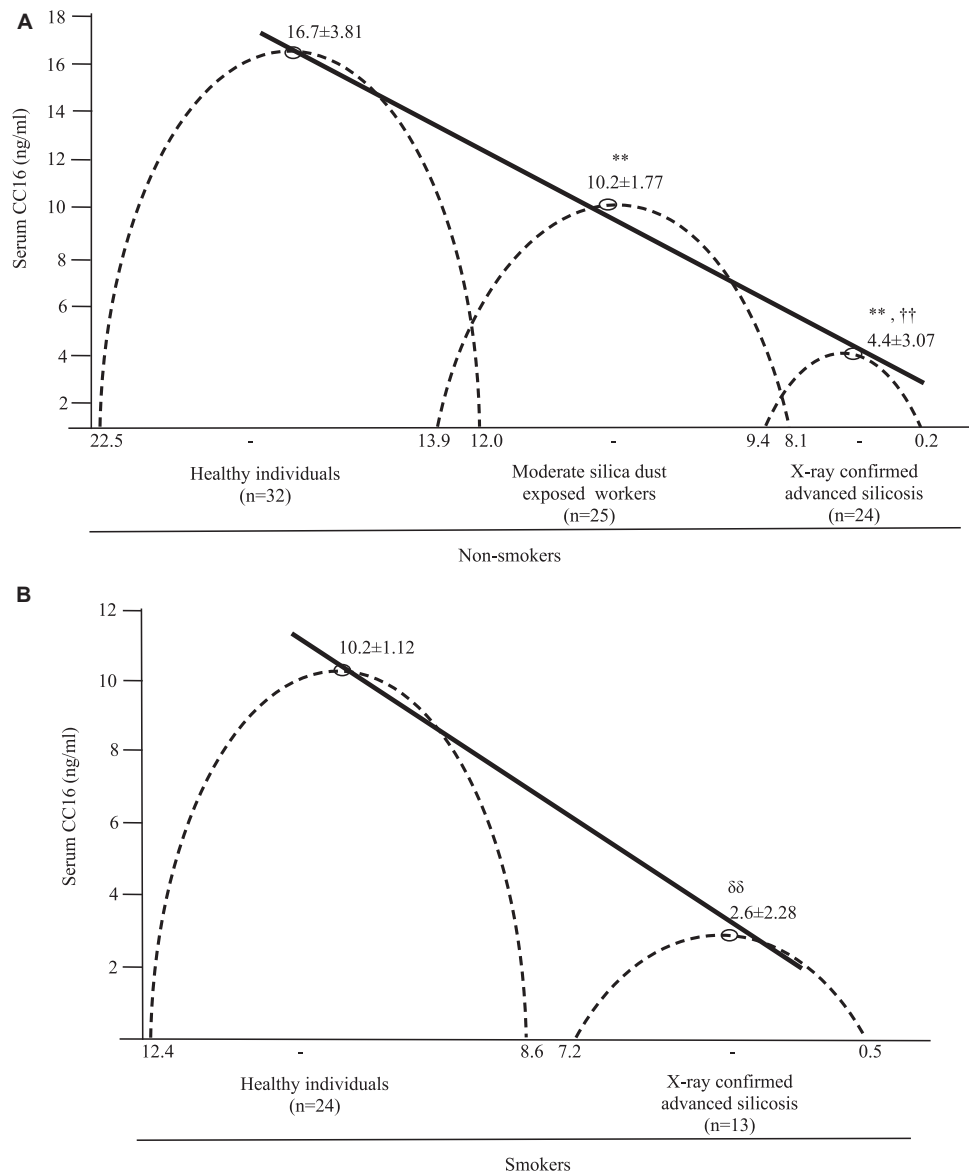 A
18
16
14
12
10
8
6
4
2
Serum CC16 (ng/ml)
16.7±3.81
**
10.2±1.77
** , ††
4.4±3.07
22.5 - 13.9 12.0 - 9.4 8.1 - 0.2
Healthy individuals
(n=32)
Moderate silica dust
exposed workers
(n=25)
X-ray confirmed
advanced silicosis
(n=24)
Non-smokers
B
12
10
8
6
4
2
Serum CC16 (ng/ml)
10.2±1.12
δδ
2.6±2.28
12.4 - 8.6 7.2 - 0.5
Healthy individuals
(n=24)
X-ray confirmed
advanced silicosis
(n=13)
Smokers